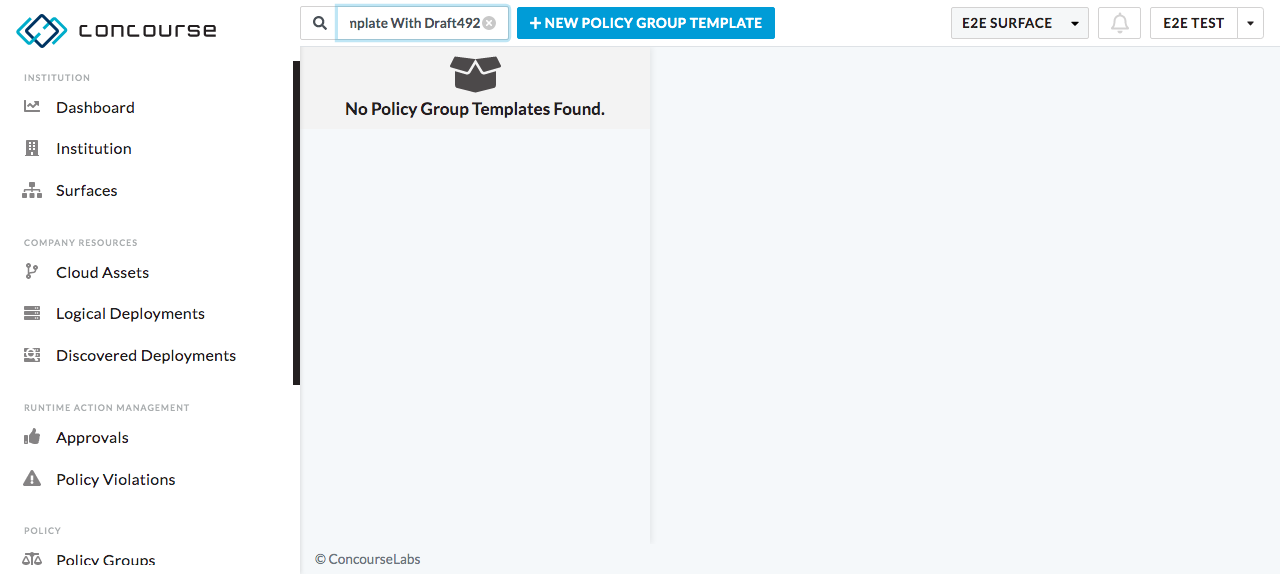 concourse
nplate With Draft492
+ NEW POLICY GROUP TEMPLATE
E2E SURFACE
E2E TEST
INSTITUTION
Dashboard
Institution
Surfaces
COMPANY RESOURCES
Cloud Assets
Logical Deployments
Discovered Deployments
RUNTIME ACTION MANAGEMENT
Approvals
Policy Violations
POLICY
Policy Groups
No Policy Group Templates Found.
© ConcourseLabs